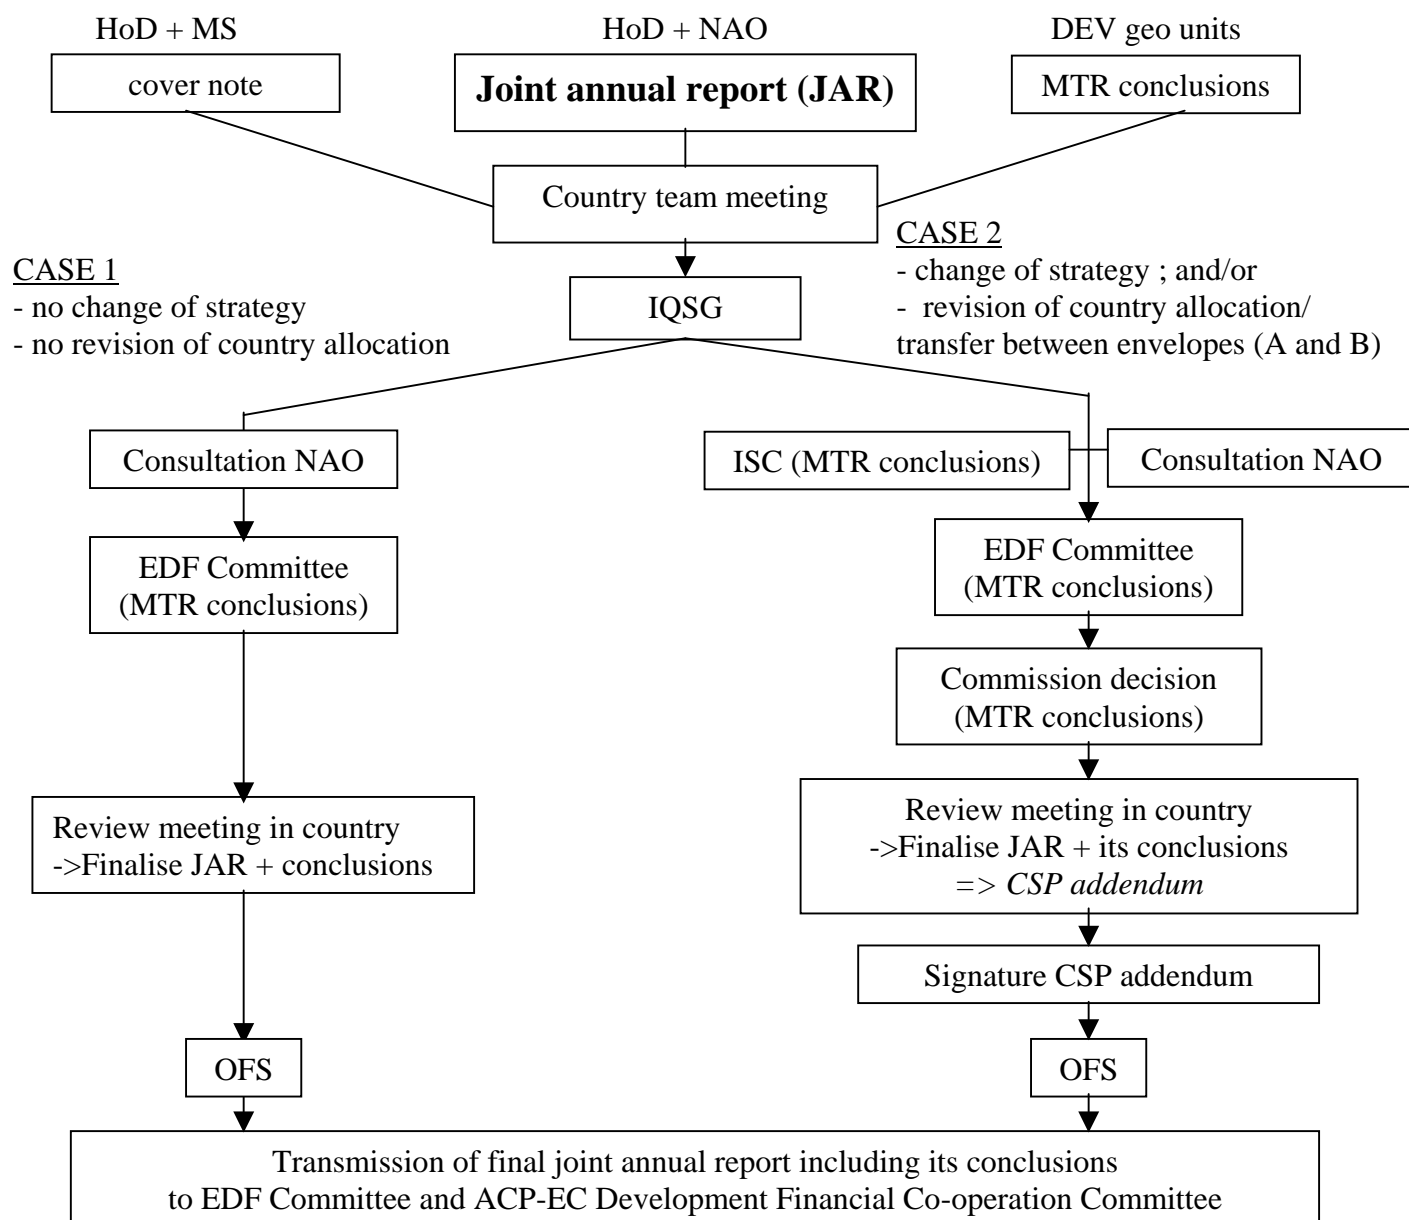 HoD + MS
HoD + NAO
DEV geo units
cover note
Joint annual report (JAR)
MTR conclusions
Country team meeting
CASE 1
- no change of strategy
- no revision of country allocation
IQSG
CASE 2
- change of strategy ; and/or
- revision of country allocation/
transfer between envelopes (A and B)
Consultation NAO
EDF Committee
(MTR conclusions)
Review meeting in country
->Finalise JAR + conclusions
OFS
ISC (MTR conclusions)
Consultation NAO
EDF Committee
(MTR conclusions)
Commission decision
(MTR conclusions)
Review meeting in country
->Finalise JAR + its conclusions
=> CSP addendum
Signature CSP addendum
OFS
Transmission of final joint annual report including its conclusions
to EDF Committee and ACP-EC Development Financial Co-operation Committee